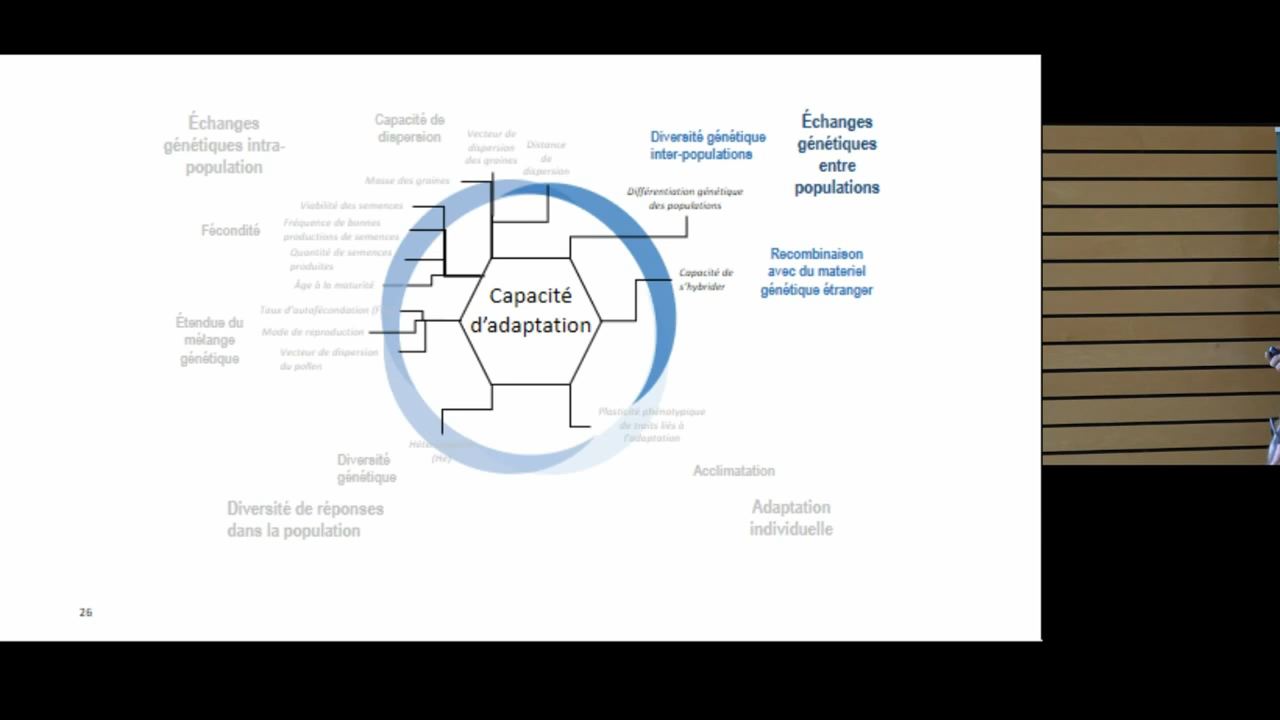 Échanges
génétiques intra-
population
Capacité de
dispersion
Vecteur de
dispersion
des graines
Distance
de
dispersion
Masse des graines
Viabilité des semences
Fécondité
Fréquence de bonnes
productions de semences
Quantité de semences
produites
Âge à la maturité
Étendue du
mélange
génétique
Taux d'autofécondation (f
Mode de reproduction
Vecteur de dispersion
du pollen
Diversité génétique
inter-populations
Échanges
génétiques
entre
populations
Différentiation génétique
des populations
Capacité de
s'hybrider
Recombinaison
avec du materiel
génétique étranger
Capacité
d'adaptation
(He)
Diversité
génétique
Diversité de réponses
dans la population
Plasticité phénotypique
de traits liés à
l'adaptation
Acclimatation
Adaptation
individuelle
26